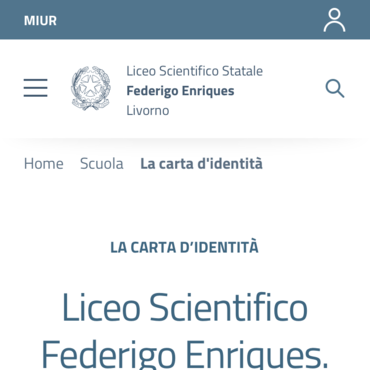 MIUR
Liceo Scientifico Statale
Federigo Enriques
Livorno
Home Scuola La carta d'identità
LA CARTA D’IDENTITÀ
Liceo Scientifico
Federigo Enriques.